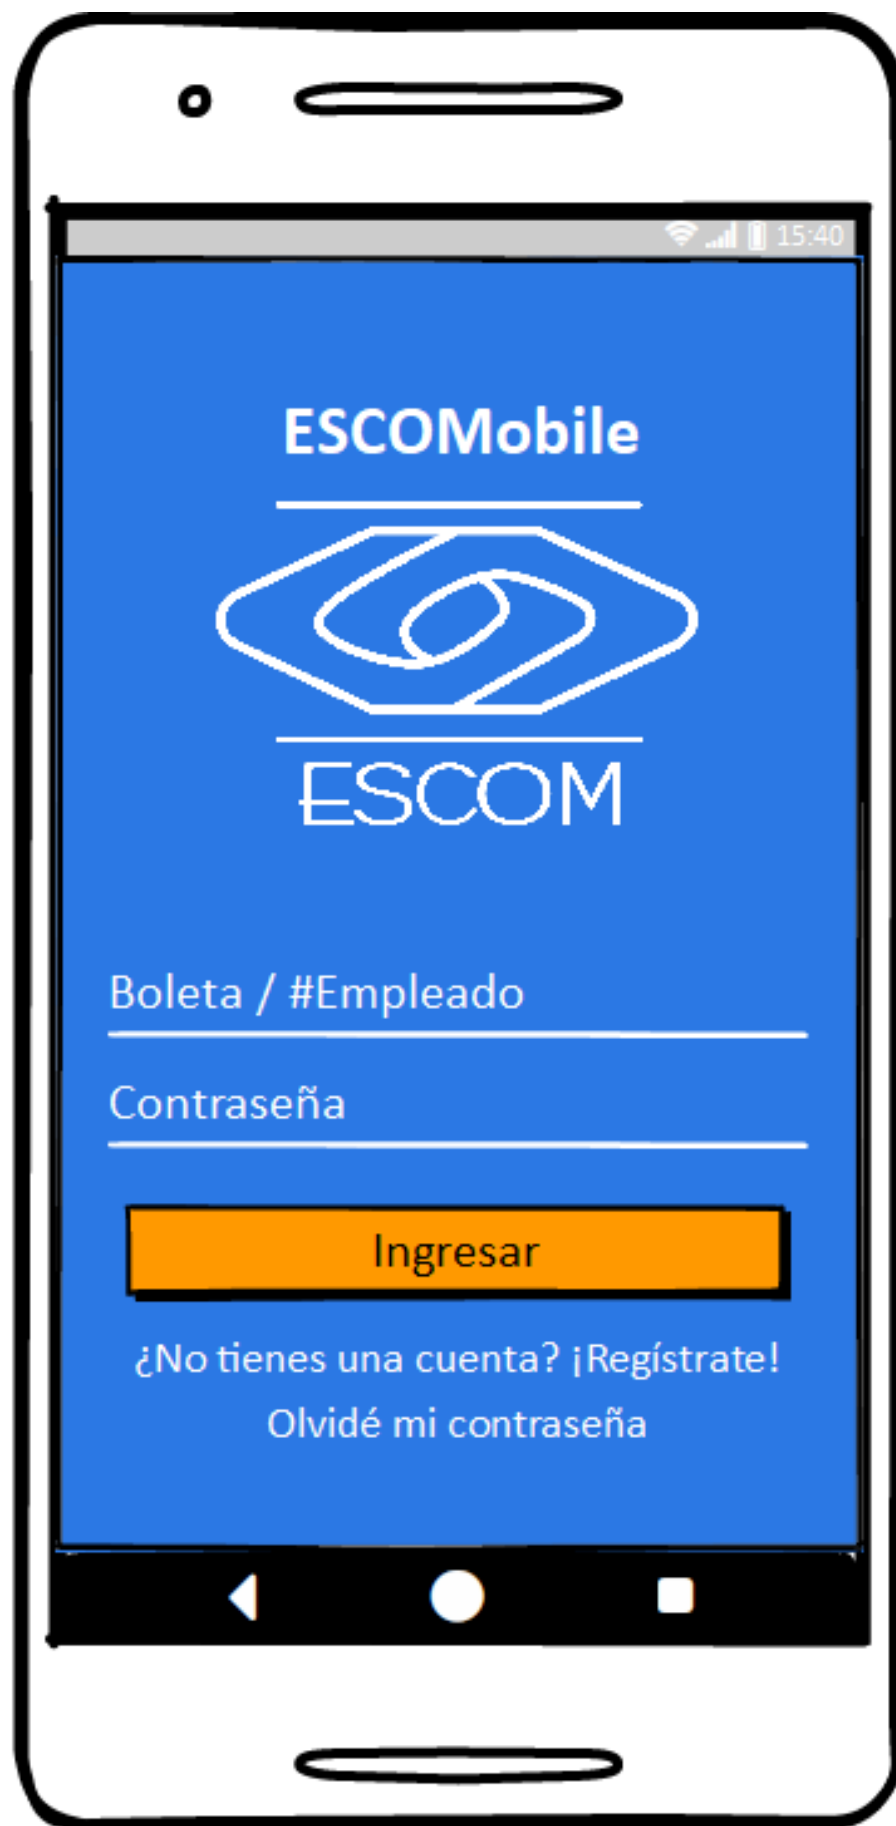 15:40
ESCOMobile
ESCOM
Boleta / #Empleado
Contraseña
Ingresar
¿No tienes una cuenta? ¡Regístrate!
Olvidé mi contraseña